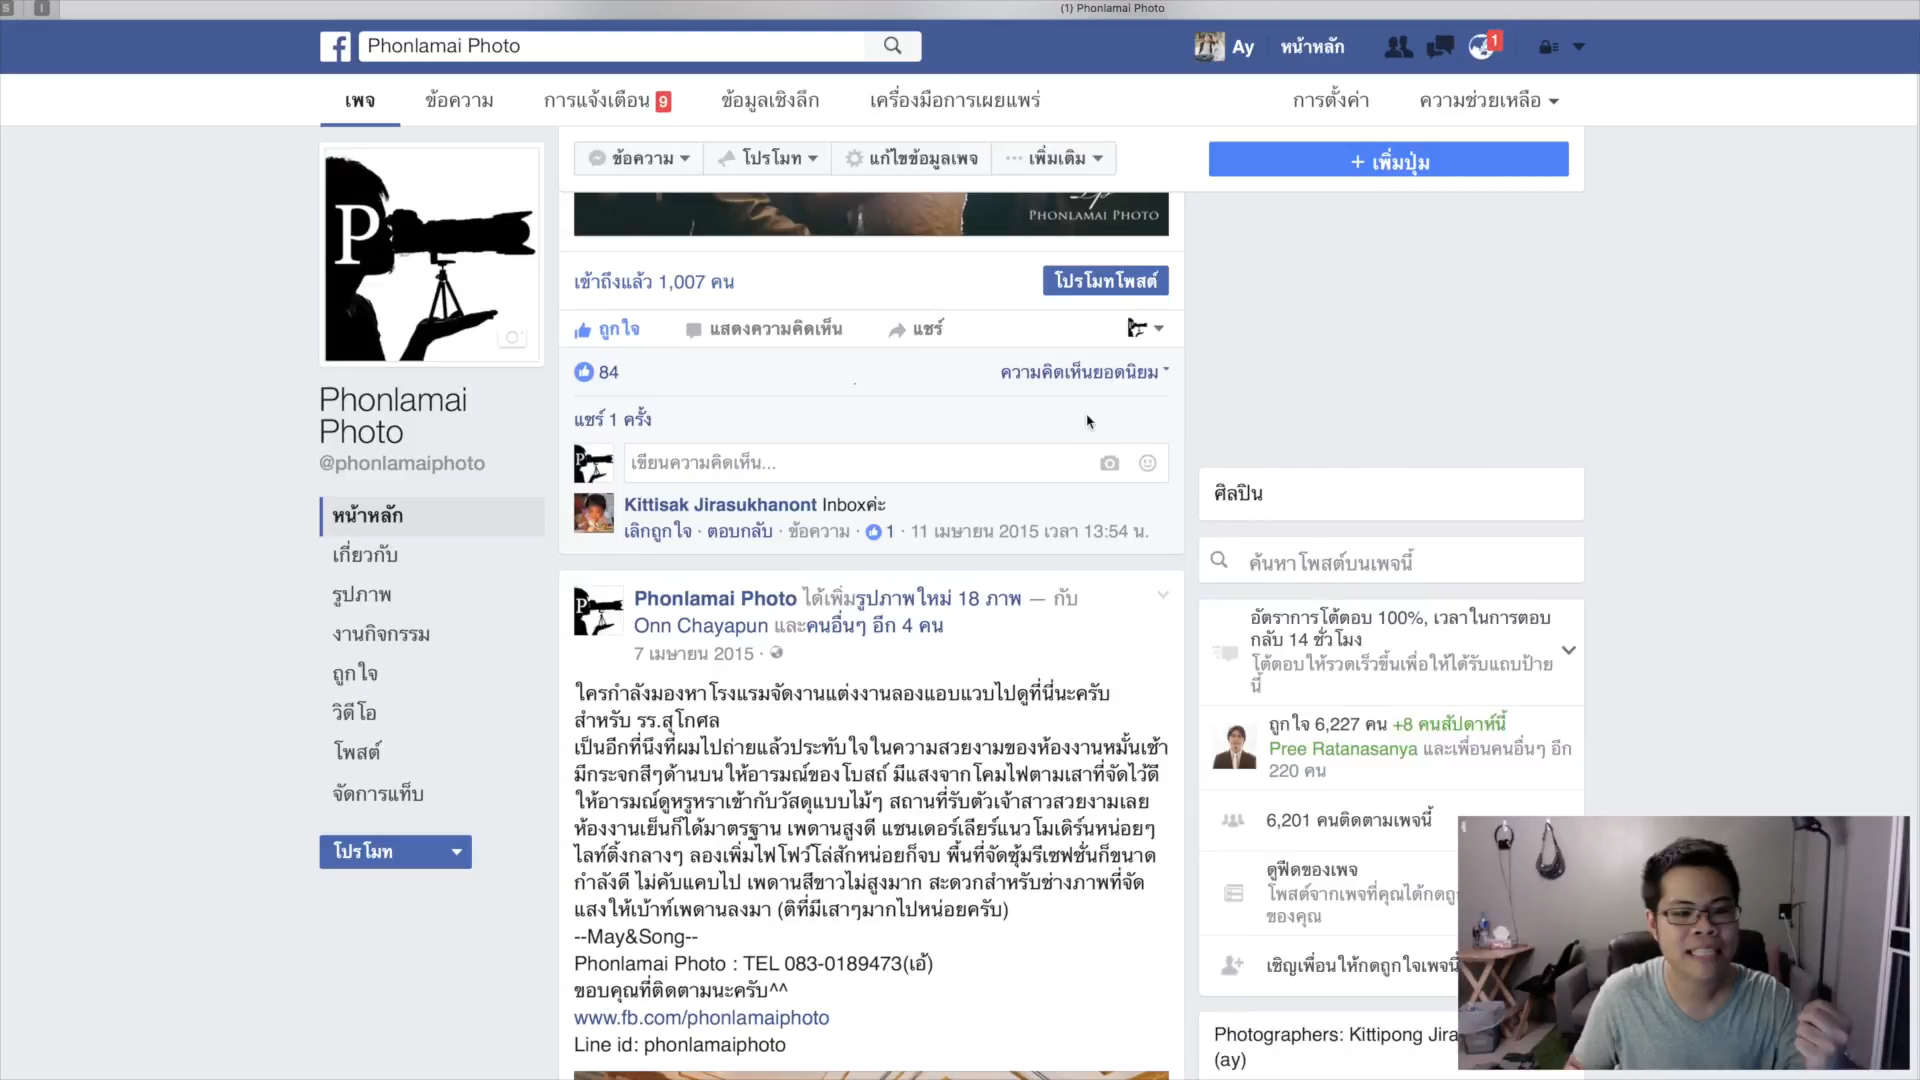 (1) Phonlamai Photo
Phonlamai Photo
Ay
หน้าหลัก
1
เพจ
ข้อความ
การแจ้งเตือน 9
ข้อมูลเชิงลึก
เครื่องมือการเผยแพร่
การตั้งค่า
ความช่วยเหลือ
ข้อความ
โปรโมท
แก้ไขข้อมูลเพจ
เพิ่มเติม
+ เพิ่มปุ่ม
P
Phonlamai
Photo
@phonlamaiphoto
หน้าหลัก
เกี่ยวกับ
รูปภาพ
งานกิจกรรม
ถูกใจ
วิดีโอ
โพสต์
จัดการแท็บ
โปรโมท
PHONLAMAI PHOTO
เข้าถึงแล้ว 1,007 คน
โปรโมทโพสต์
ถูกใจ
แสดงความคิดเห็น
แชร์
84
ความคิดเห็นยอดนิยม
แชร์ 1 ครั้ง
เขียนความคิดเห็น...
Kittisak Jirasukhanont Inboxค่ะ
เลิกถูกใจ · ตอบกลับ · ข้อความ · 1 · 11 เมษายน 2015 เวลา 13:54 น.
Phonlamai Photo ได้เพิ่มรูปภาพใหม่ 18 ภาพ — กับ
Onn Chayapun และคนอื่นๆ อีก 4 คน
7 เมษายน 2015 ·
ใครกำลังมองหาโรงแรมจัดงานแต่งงานลองแอบแวบไปดูที่นี่นะครับ
สำหรับ รร.สุโกศล
เป็นอีกที่นึงที่ผมไปถ่ายแล้วประทับใจในความสวยงามของห้องงานหมั้นเช้า
มีกระจกสีๆด้านบนให้อารมณ์ของโบสถ์ มีแสงจากโคมไฟตามเสาที่จัดไว้ดี
ให้อารมณ์ดูหรูหราเข้ากับวัสดุแบบไม้ๆ สถานที่รับตัวเจ้าสาวสวยงามเลย
ห้องงานเย็นก็ได้มาตรฐาน เพดานสูงดี แชนเดอร์เลียร์แนวโมเดิร์นหน่อยๆ
ไลท์ติ้งกลางๆ ลองเพิ่มไฟโฟว์โล่สักหน่อยก็จบ พื้นที่จัดซุ้มรีเซฟชั่นก็ขนาด
กำลังดี ไม่คับแคบไป เพดานสีขาวไม่สูงมาก สะดวกสำหรับช่างภาพที่จัด
แสงให้เบ้าท์เพดานลงมา (ติที่มีเสาๆมากไปหน่อยครับ)
--May&Song--
Phonlamai Photo : TEL 083-0189473(เอ้)
ขอบคุณที่ติดตามนะครับ^^
www.fb.com/phonlamaiphoto
Line id: phonlamaiphoto
ศิลปิน
ค้นหาโพสต์บนเพจนี้
อัตราการโต้ตอบ 100%, เวลาในการตอบ
กลับ 14 ชั่วโมง
โต้ตอบให้รวดเร็วขึ้นเพื่อให้ได้รับแถบป้าย
นี้
ถูกใจ 6,227 คน +8 คนสัปดาห์นี้
Pree Ratanasanya และเพื่อนคนอื่นๆ อีก
220 คน
6,201 คนติดตามเพจนี้
ดูฟีดของเพจ
โพสต์จากเพจที่คุณได้กดถูก
ของคุณ
เชิญเพื่อนให้กดถูกใจเพจนี้
Photographers: Kittipong Jira
(ay)